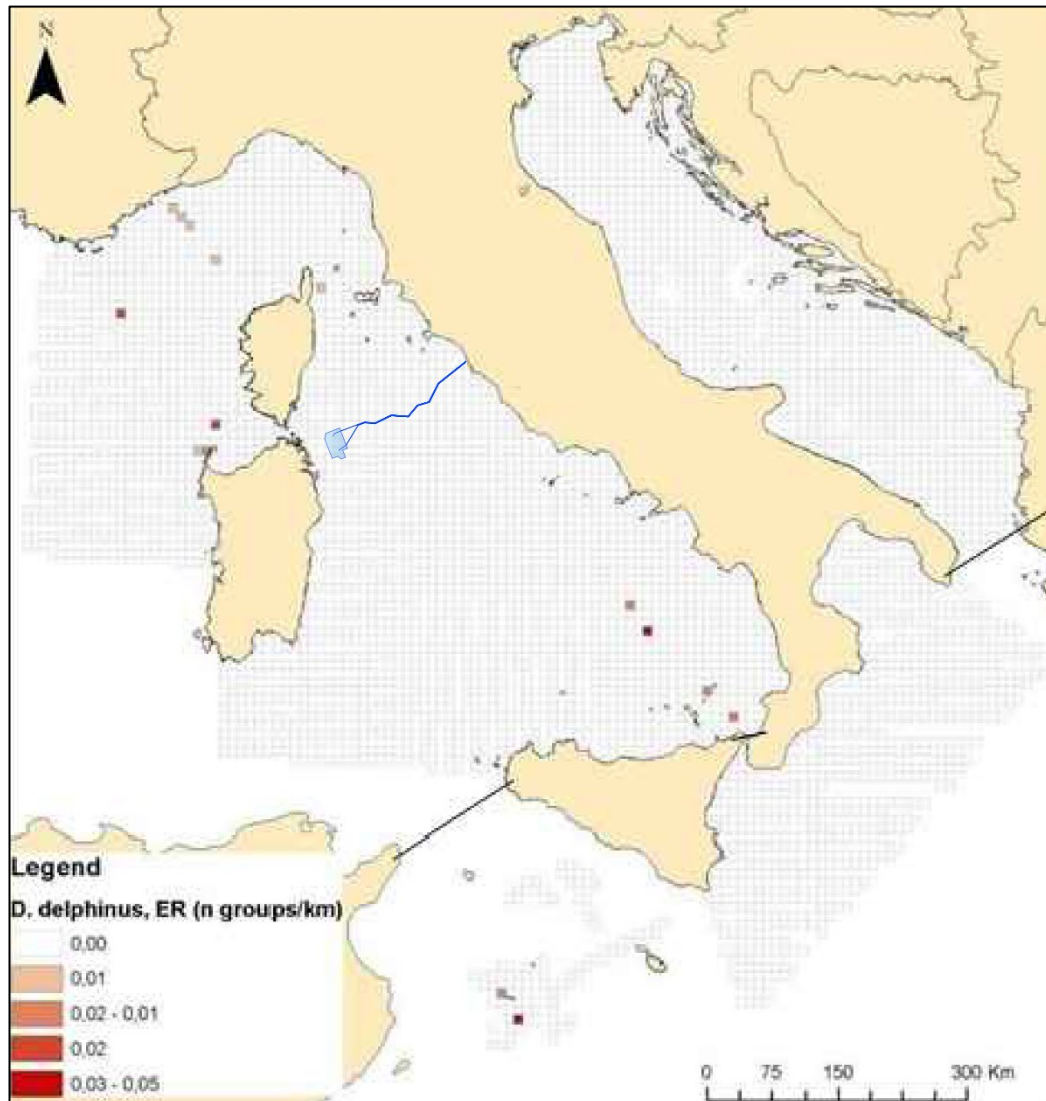 N
Legend
D. delphinus, ER (n groups/km)
0,00
0,01
0,02 - 0,01
0,02
0,03 - 0,05
0 75 150 300 Km